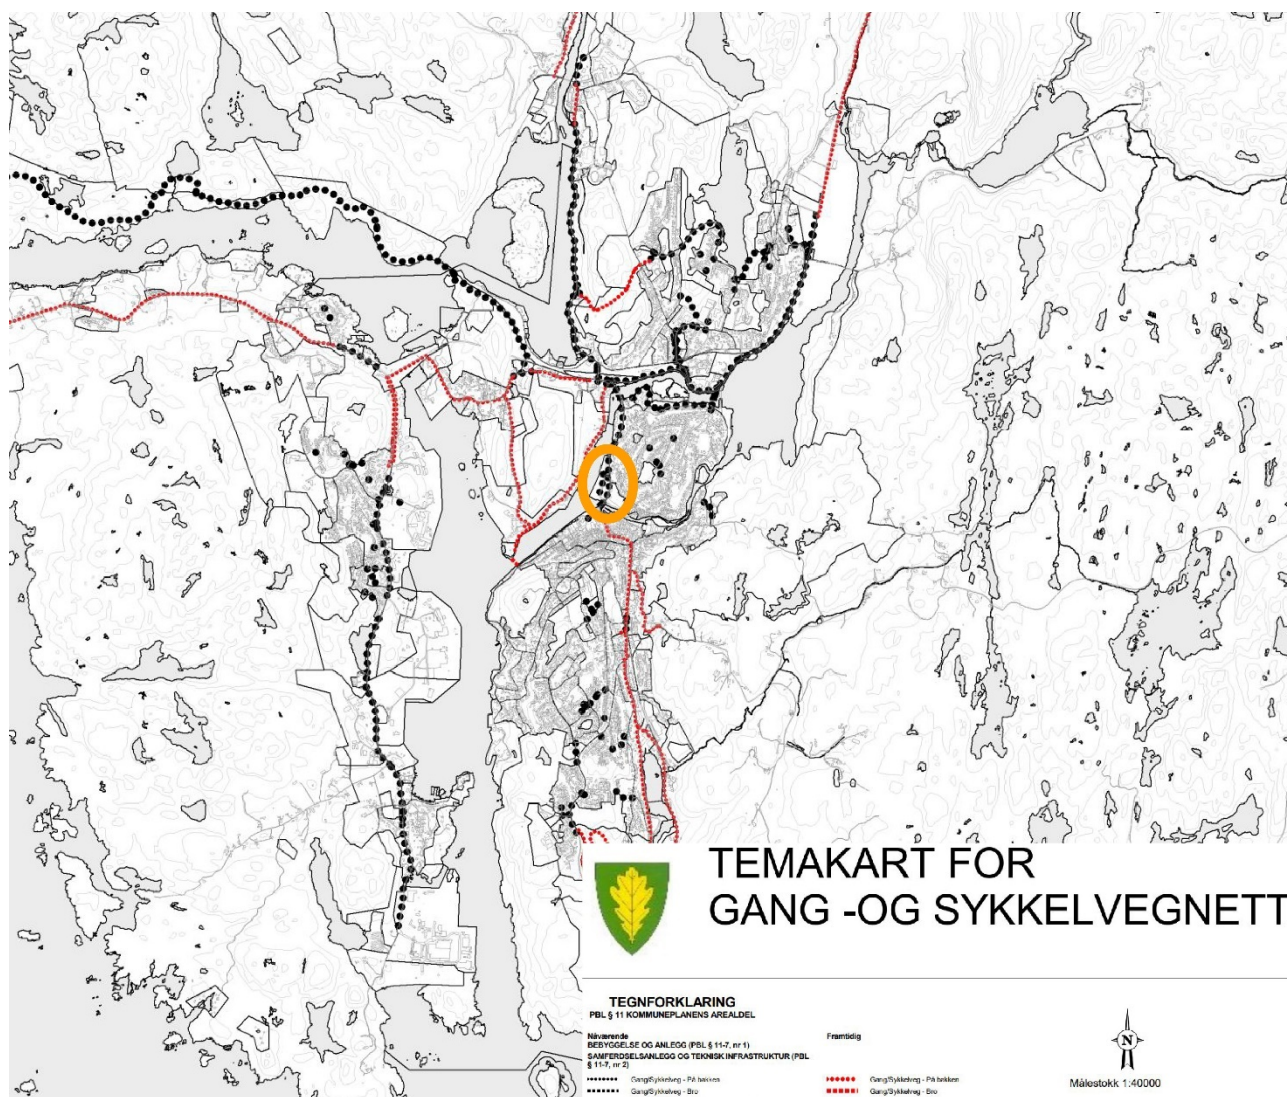 TEMAKART FOR
GANG -OG SYKKELVEGNETT
TEGNFORKLARING
PBL § 11 KOMMUNEPLANENS AREALDEL
Nåværende
Framtidig
BEBYGGELSE OG ANLEGG (PBL § 11-7, nr 1)
SAMFERDSELSANLEGG OG TEKNISK INFRASTRUKTUR (PBL
§ 11-7, nr 2)
Gang/Sykkelveg - På bakken
Gang/Sykkelveg - På bakken
Gang/Sykkelveg - Bro
Gang/Sykkelveg - Bro
N
Målestokk 1:40000